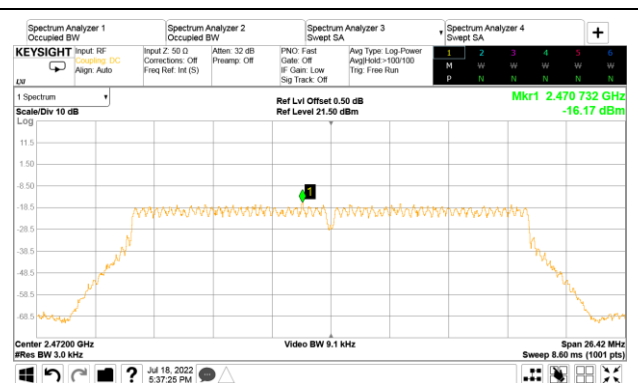 Spectrum Analyzer 1
Occupied BW
Spectrum Analyzer 2
Occupied BW
Spectrum Analyzer 3
Swept SA
Spectrum Analyzer 4
Swept SA
+
KEYSIGHT
Input: RF
Coupling: DC
Align: Auto
Input Z: 50 Ω
Corrections: Off
Freq Ref: Int (S)
Atten: 32 dB
Preamp: Off
PNO: Fast
Gate: Off
IF Gain: Low
Sig Track: Off
Avg Type: Log-Power
Avg|Hold:>100/100
Trig: Free Run
1 2 3 4 5 6
M W W W W W
P N N N N N
LXI
1 Spectrum
Scale/Div 10 dB
Ref Lvl Offset 0.50 dB
Ref Level 21.50 dBm
Mkr1 2.470 732 GHz
-16.17 dBm
Log
11.5
1.50
-8.50
1
-18.5
-28.5
-38.5
-48.5
-58.5
-68.5
Center 2.47200 GHz
#Res BW 3.0 kHz
Video BW 9.1 kHz
Span 26.42 MHz
Sweep 8.60 ms (1001 pts)
?
Jul 18, 2022
5:37:25 PM